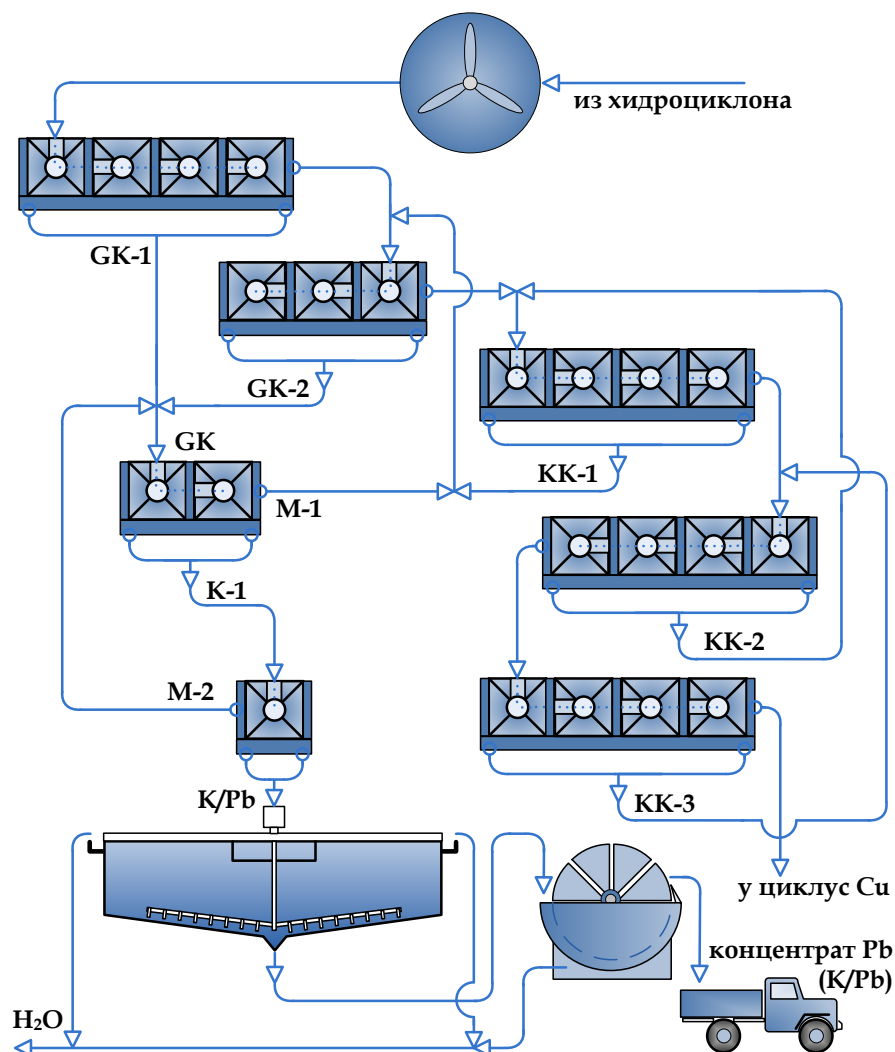 из хидроциклона
GK-1
GK-2
GK
KK-1
M-1
K-1
KK-2
M-2
K/Pb
KK-3
у циклус Cu
концентрат Pb
(K/Pb)
H₂O